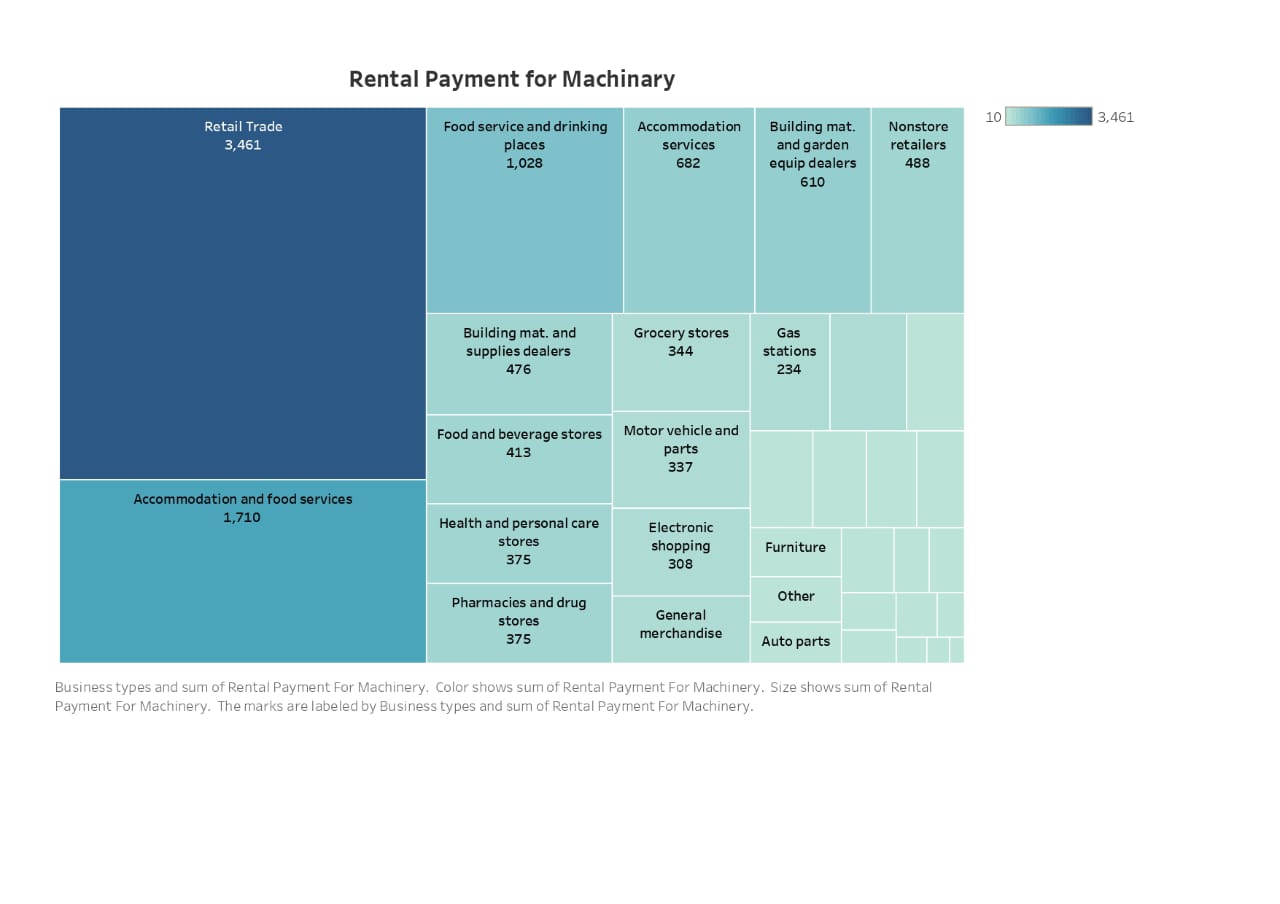 Rental Payment for Machinary
Retail Trade
3,461
Food service and drinking
places
1,028
Accommodation
services
682
Building mat.
and garden
equip dealers
610
Nonstore
retailers
488
10
3,461
Building mat. and
supplies dealers
476
Grocery stores
344
Gas
stations
234
Food and beverage stores
413
Motor vehicle and
parts
337
Accommodation and food services
1,710
Health and personal care
stores
375
Electronic
shopping
308
Furniture
Other
Pharmacies and drug
stores
375
General
merchandise
Auto parts
Business types and sum of Rental Payment For Machinery.  Color shows sum of Rental Payment For Machinery.  Size shows sum of Rental
Payment For Machinery.  The marks are labeled by Business types and sum of Rental Payment For Machinery.